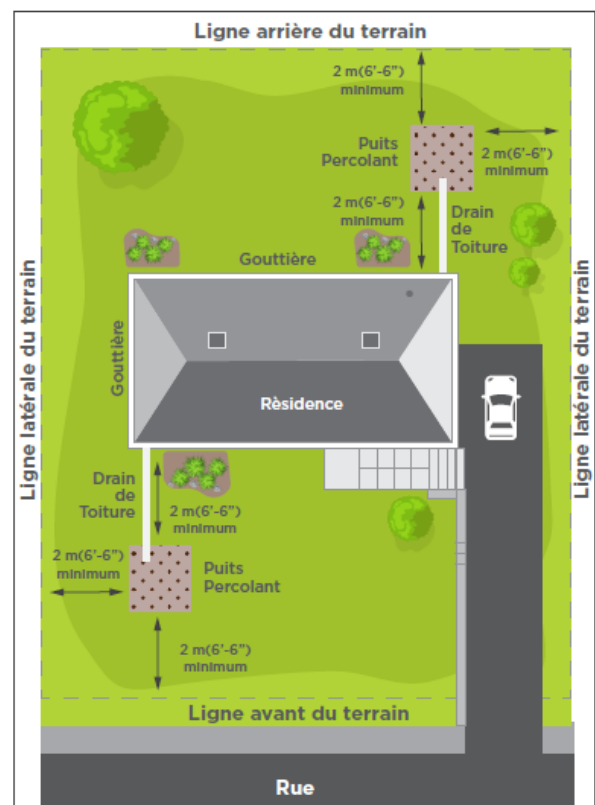 Ligne arrière du terrain
2 m(6'-6")
minimum
Puits
Percolant
2 m(6'-6")
minimum
2 m(6'-6")
minimum
Drain
de
Toiture
Gouttière
Gouttière
Ligne latérale du terrain
Ligne latérale du terrain
Rèsidence
Drain
de
Toiture
2 m(6'-6")
minimum
2 m(6'-6")
minimum
Puits
Percolant
2 m(6'-6")
minimum
Ligne avant du terrain
Rue